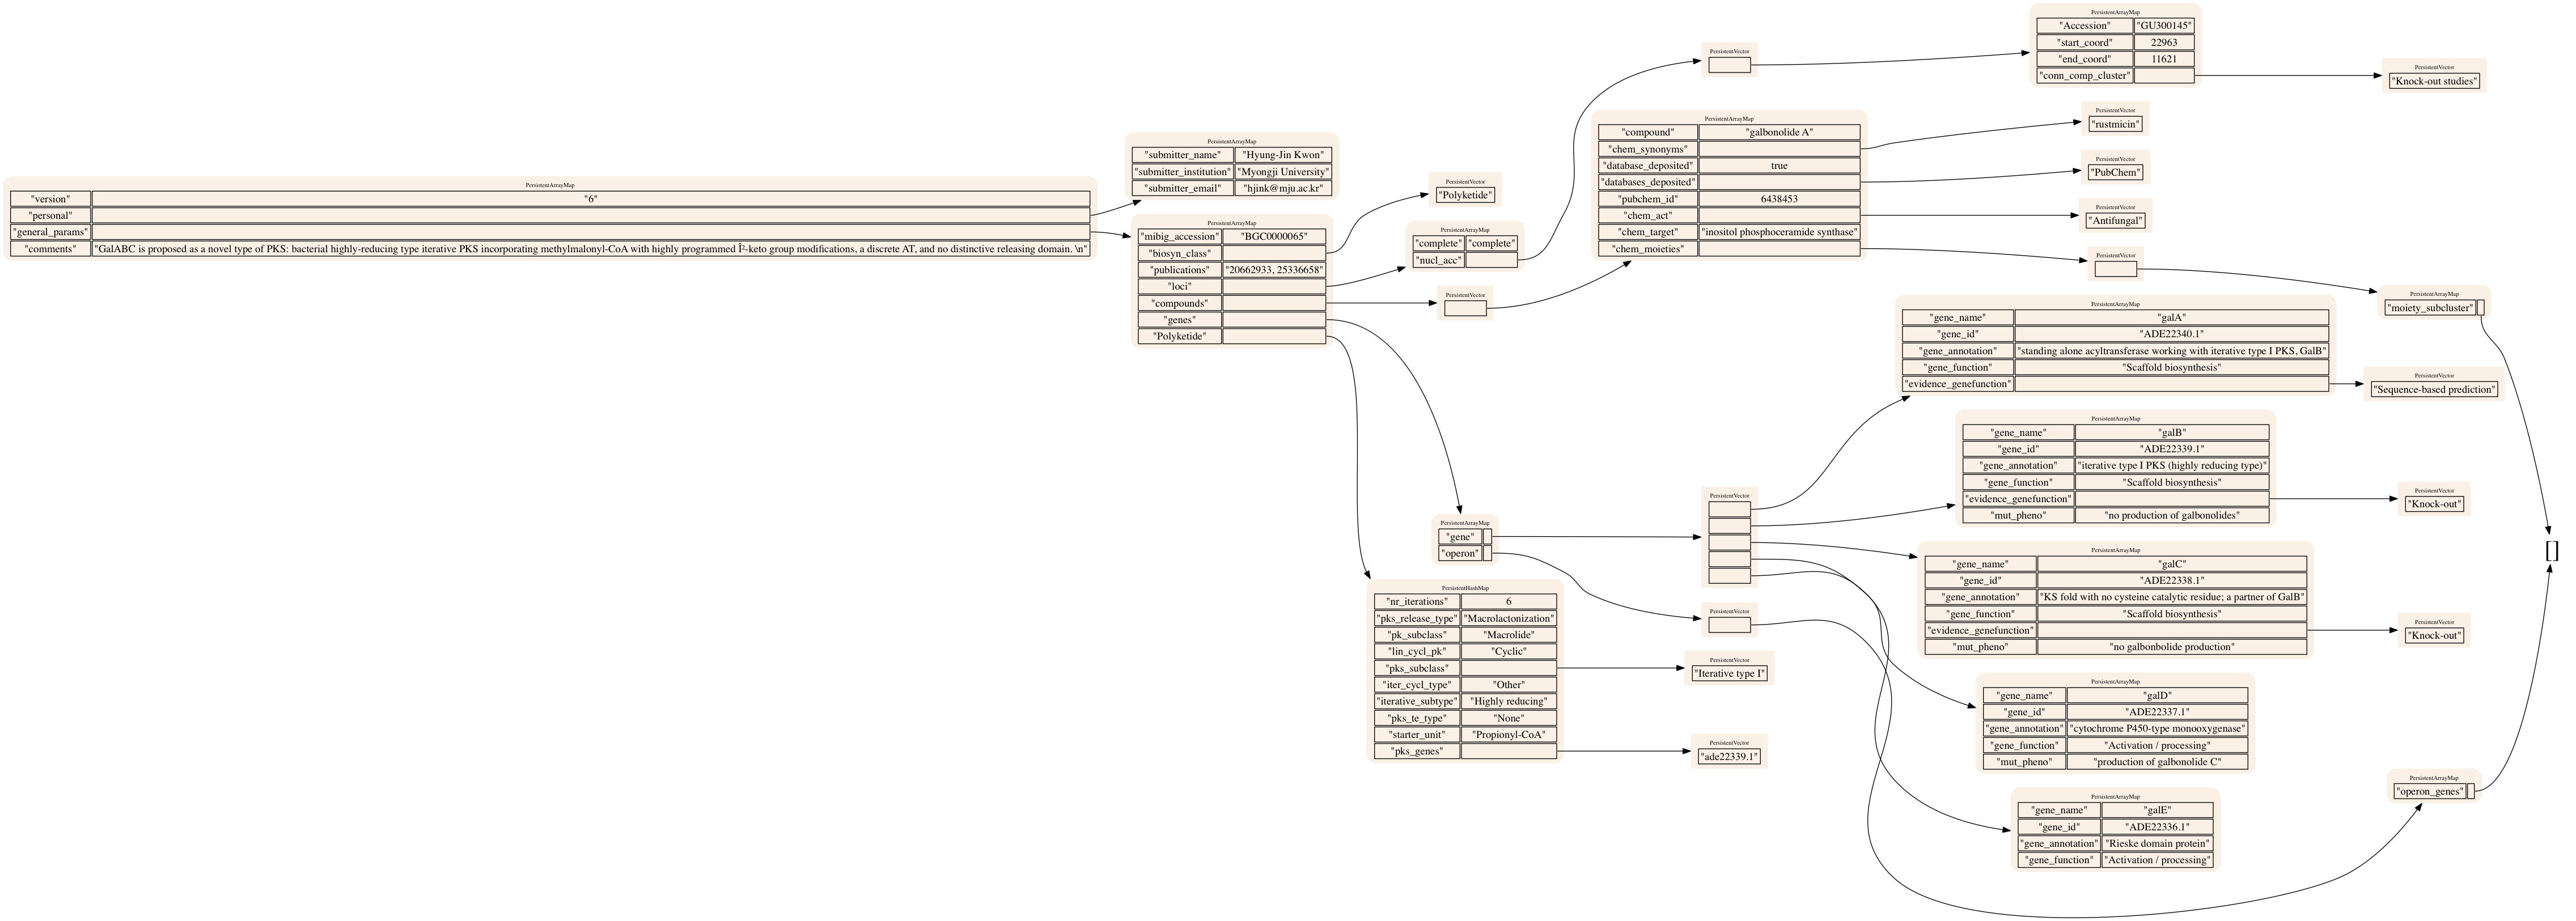 PersistentArrayMap
"version" "6"
"personal"
"general_params"
"comments" "GalABC is proposed as a novel type of PKS: bacterial highly-reducing type iterative PKS incorporating methylmalonyl-CoA with highly programmed Î²-keto group modifications, a discrete AT, and no distinctive releasing domain. \n"
PersistentArrayMap
"submitter_name" "Hyung-Jin Kwon"
"submitter_institution" "Myongji University"
"submitter_email" "hjink@mju.ac.kr"
PersistentArrayMap
"mibig_accession" "BGC0000065"
"biosyn_class"
"publications" "20662933, 25336658"
"loci"
"compounds"
"genes"
"Polyketide"
PersistentVector
"Polyketide"
PersistentArrayMap
"complete" "complete"
"nucl_acc"
PersistentVector
PersistentArrayMap
"gene"
"operon"
PersistentHashMap
"nr_iterations" 6
"pks_release_type" "Macrolactonization"
"pk_subclass" "Macrolide"
"lin_cycl_pk" "Cyclic"
"pks_subclass"
"iter_cycl_type" "Other"
"iterative_subtype" "Highly reducing"
"pks_te_type" "None"
"starter_unit" "Propionyl-CoA"
"pks_genes"
PersistentVector
PersistentArrayMap
"compound" "galbonolide A"
"chem_synonyms"
"database_deposited" true
"databases_deposited"
"pubchem_id" 6438453
"chem_act"
"chem_target" "inositol phosphoceramide synthase"
"chem_moieties"
PersistentVector
PersistentVector
PersistentVector
"Iterative type I"
PersistentVector
"ade22339.1"
PersistentArrayMap
"Accession" "GU300145"
"start_coord" 22963
"end_coord" 11621
"conn_comp_cluster"
PersistentVector
"rustmicin"
PersistentVector
"PubChem"
PersistentVector
"Antifungal"
PersistentVector
PersistentArrayMap
"gene_name" "galA"
"gene_id" "ADE22340.1"
"gene_annotation" "standing alone acyltransferase working with iterative type I PKS, GalB"
"gene_function" "Scaffold biosynthesis"
"evidence_genefunction"
PersistentArrayMap
"gene_name" "galB"
"gene_id" "ADE22339.1"
"gene_annotation" "iterative type I PKS (highly reducing type)"
"gene_function" "Scaffold biosynthesis"
"evidence_genefunction"
"mut_pheno" "no production of galbonolides"
PersistentArrayMap
"gene_name" "galC"
"gene_id" "ADE22338.1"
"gene_annotation" "KS fold with no cysteine catalytic residue; a partner of GalB"
"gene_function" "Scaffold biosynthesis"
"evidence_genefunction"
"mut_pheno" "no galbonbolide production"
PersistentArrayMap
"gene_name" "galD"
"gene_id" "ADE22337.1"
"gene_annotation" "cytochrome P450-type monooxygenase"
"gene_function" "Activation / processing"
"mut_pheno" "production of galbonolide C"
PersistentArrayMap
"gene_name" "galE"
"gene_id" "ADE22336.1"
"gene_annotation" "Rieske domain protein"
"gene_function" "Activation / processing"
PersistentVector
"Knock-out studies"
PersistentArrayMap
"moiety_subcluster"
PersistentVector
"Sequence-based prediction"
PersistentVector
"Knock-out"
PersistentVector
"Knock-out"
PersistentArrayMap
"operon_genes"
[]